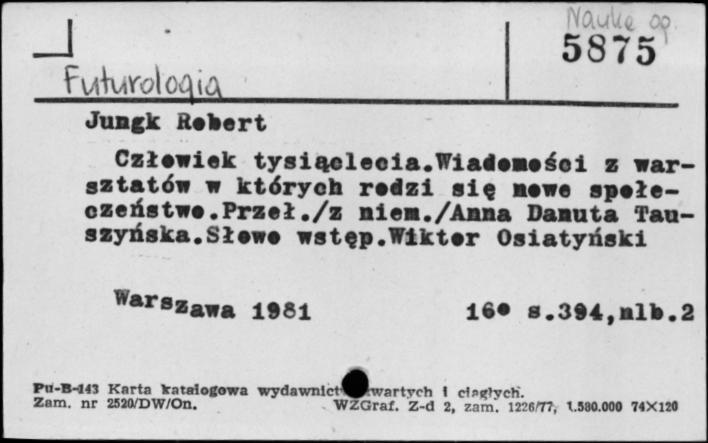 Nauki op.
5875
Futurologia
Jungk Robert
Człowiek tysiąclecia.Wiadomości z war-
sztatów w których rodzi się nowe społe-
czeństwo.Przeł./z niem./Anna Danuta Tau-
szyńska.Słowo wstęp.Wiktor Osiatyński
Warszawa 1981 16° s.394,nlb.2
Pu-B-143 Karta katalogowa wydawnictw zwartych i ciągłych.
Zam. nr 2520/DW/On. WZGraf. Z-d 2, zam. 1226/77, 1.580.000 74×120